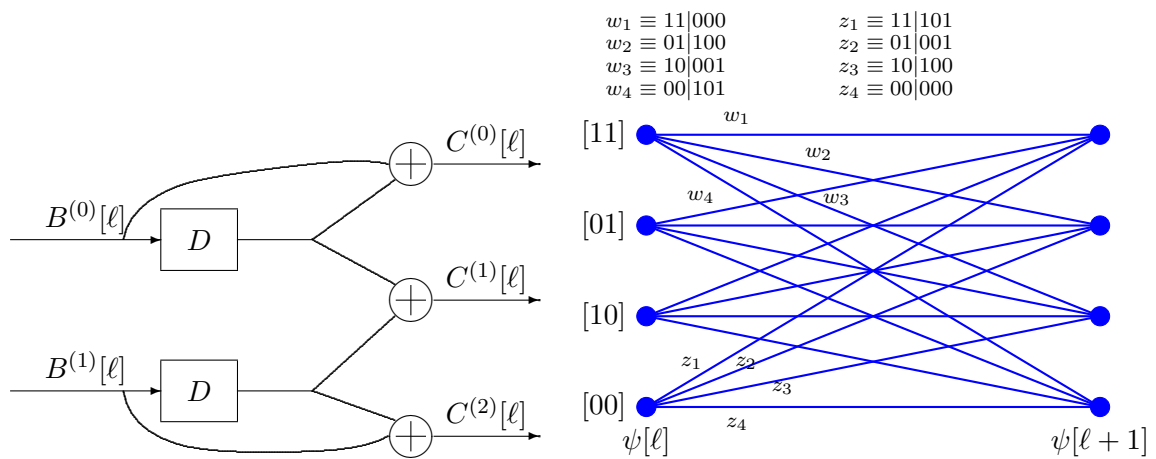 w₁ ≡ 11|000
w₂ ≡ 01|100
w₃ ≡ 10|001
w₄ ≡ 00|101
z₁ ≡ 11|101
z₂ ≡ 01|001
z₃ ≡ 10|100
z₄ ≡ 00|000
B⁽⁰⁾[ℓ]
D
C⁽⁰⁾[ℓ]
C⁽¹⁾[ℓ]
B⁽¹⁾[ℓ]
D
C⁽²⁾[ℓ]
[11]
w₁
w₂
[01]
w₄
w₃
[10]
z₁
z₂
z₃
[00]
z₄
ψ[ℓ]
ψ[ℓ + 1]